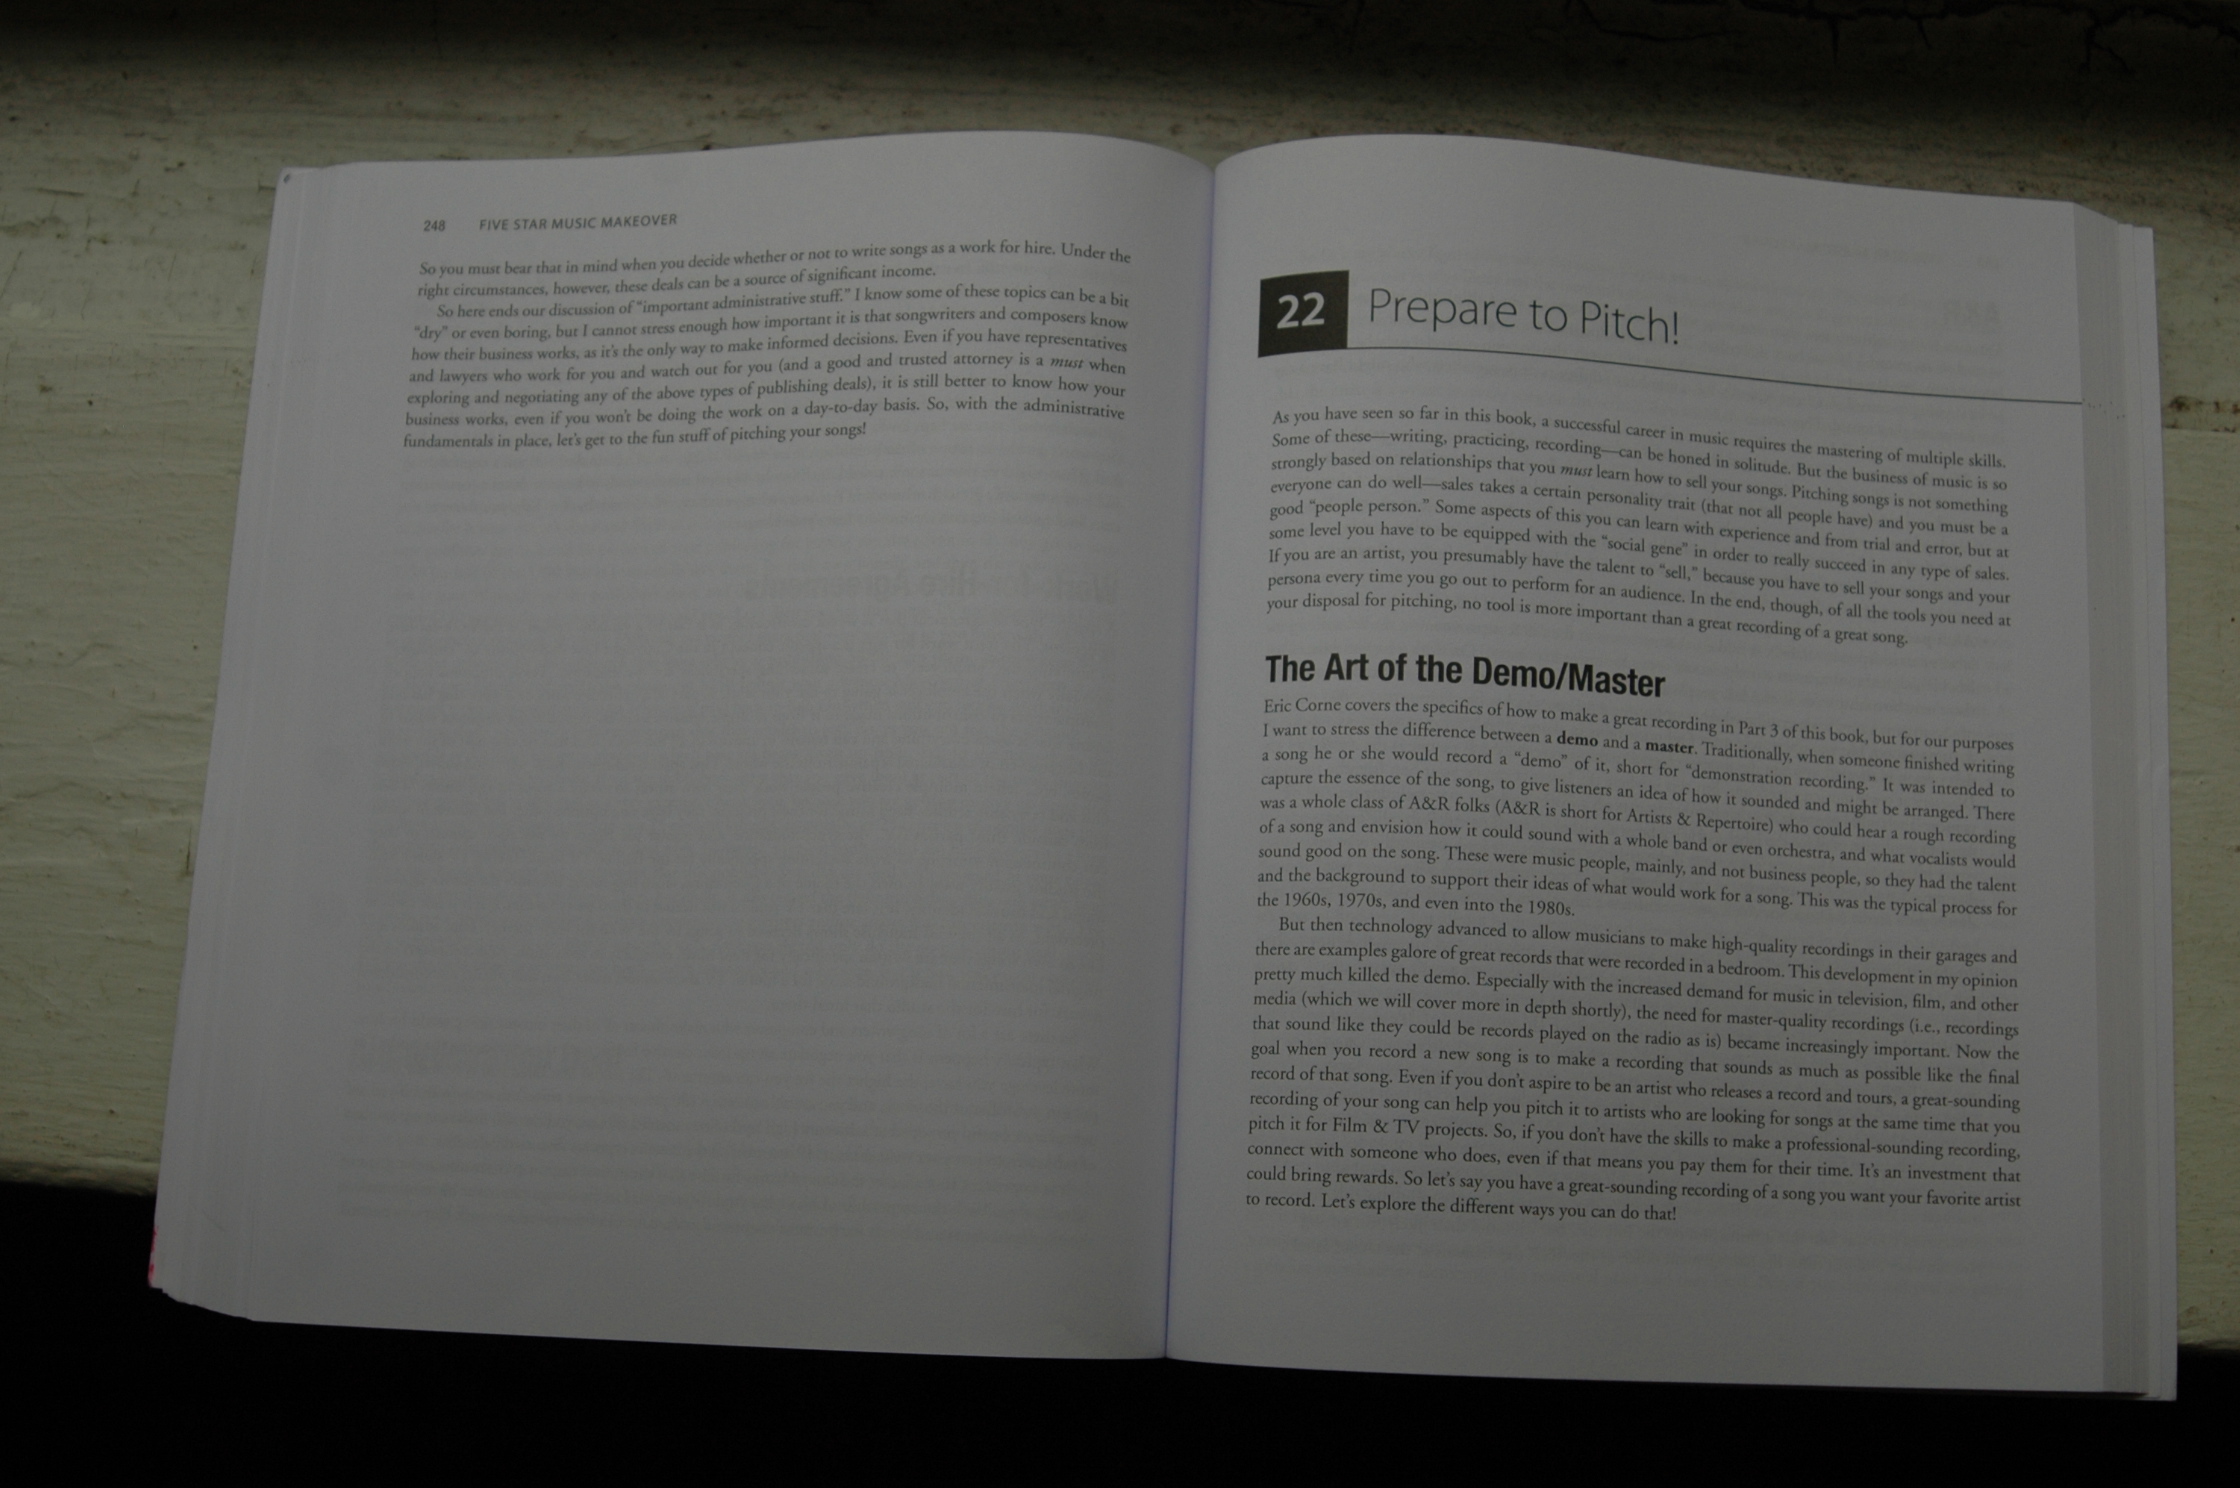 248 FIVE STAR MUSIC MAKEOVER
So you must bear that in mind when you decide whether or not to write songs as a work for hire. Under the
right circumstances, however, these deals can be a source of significant income.
So here ends our discussion of “important administrative stuff.” I know some of these topics can be a bit
“dry” or even boring, but I cannot stress enough how important it is that songwriters and composers know
how their business works, as it’s the only way to make informed decisions. Even if you have representatives
and lawyers who work for you and watch out for you (and a good and trusted attorney is a must when
exploring and negotiating any of the above types of publishing deals), it is still better to know how your
business works, even if you won’t be doing the work on a day-to-day basis. So, with the administrative
fundamentals in place, let’s get to the fun stuff of pitching your songs!
22 Prepare to Pitch!
As you have seen so far in this book, a successful career in music requires the mastering of multiple skills.
Some of these—writing, practicing, recording—can be honed in solitude. But the business of music is so
strongly based on relationships that you must learn how to sell your songs. Pitching songs is not something
everyone can do well—sales takes a certain personality trait (that not all people have) and you must be a
good “people person.” Some aspects of this you can learn with experience and from trial and error, but at
some level you have to be equipped with the “social gene” in order to really succeed in any type of sales.
If you are an artist, you presumably have the talent to “sell,” because you have to sell your songs and your
persona every time you go out to perform for an audience. In the end, though, of all the tools you need at
your disposal for pitching, no tool is more important than a great recording of a great song.
The Art of the Demo/Master
Eric Corne covers the specifics of how to make a great recording in Part 3 of this book, but for our purposes
I want to stress the difference between a demo and a master. Traditionally, when someone finished writing
a song he or she would record a “demo” of it, short for “demonstration recording.” It was intended to
capture the essence of the song, to give listeners an idea of how it sounded and might be arranged. There
was a whole class of A&R folks (A&R is short for Artists & Repertoire) who could hear a rough recording
of a song and envision how it could sound with a whole band or even orchestra, and what vocalists would
sound good on the song. These were music people, mainly, and not business people, so they had the talent
and the background to support their ideas of what would work for a song. This was the typical process for
the 1960s, 1970s, and even into the 1980s.
But then technology advanced to allow musicians to make high-quality recordings in their garages and
there are examples galore of great records that were recorded in a bedroom. This development in my opinion
pretty much killed the demo. Especially with the increased demand for music in television, film, and other
media (which we will cover more in depth shortly), the need for master-quality recordings (i.e., recordings
that sound like they could be records played on the radio as is) became increasingly important. Now the
goal when you record a new song is to make a recording that sounds as much as possible like the final
record of that song. Even if you don’t aspire to be an artist who releases a record and tours, a great-sounding
recording of your song can help you pitch it to artists who are looking for songs at the same time that you
pitch it for Film & TV projects. So, if you don’t have the skills to make a professional-sounding recording,
connect with someone who does, even if that means you pay them for their time. It’s an investment that
could bring rewards. So let’s say you have a great-sounding recording of a song you want your favorite artist
to record. Let’s explore the different ways you can do that!